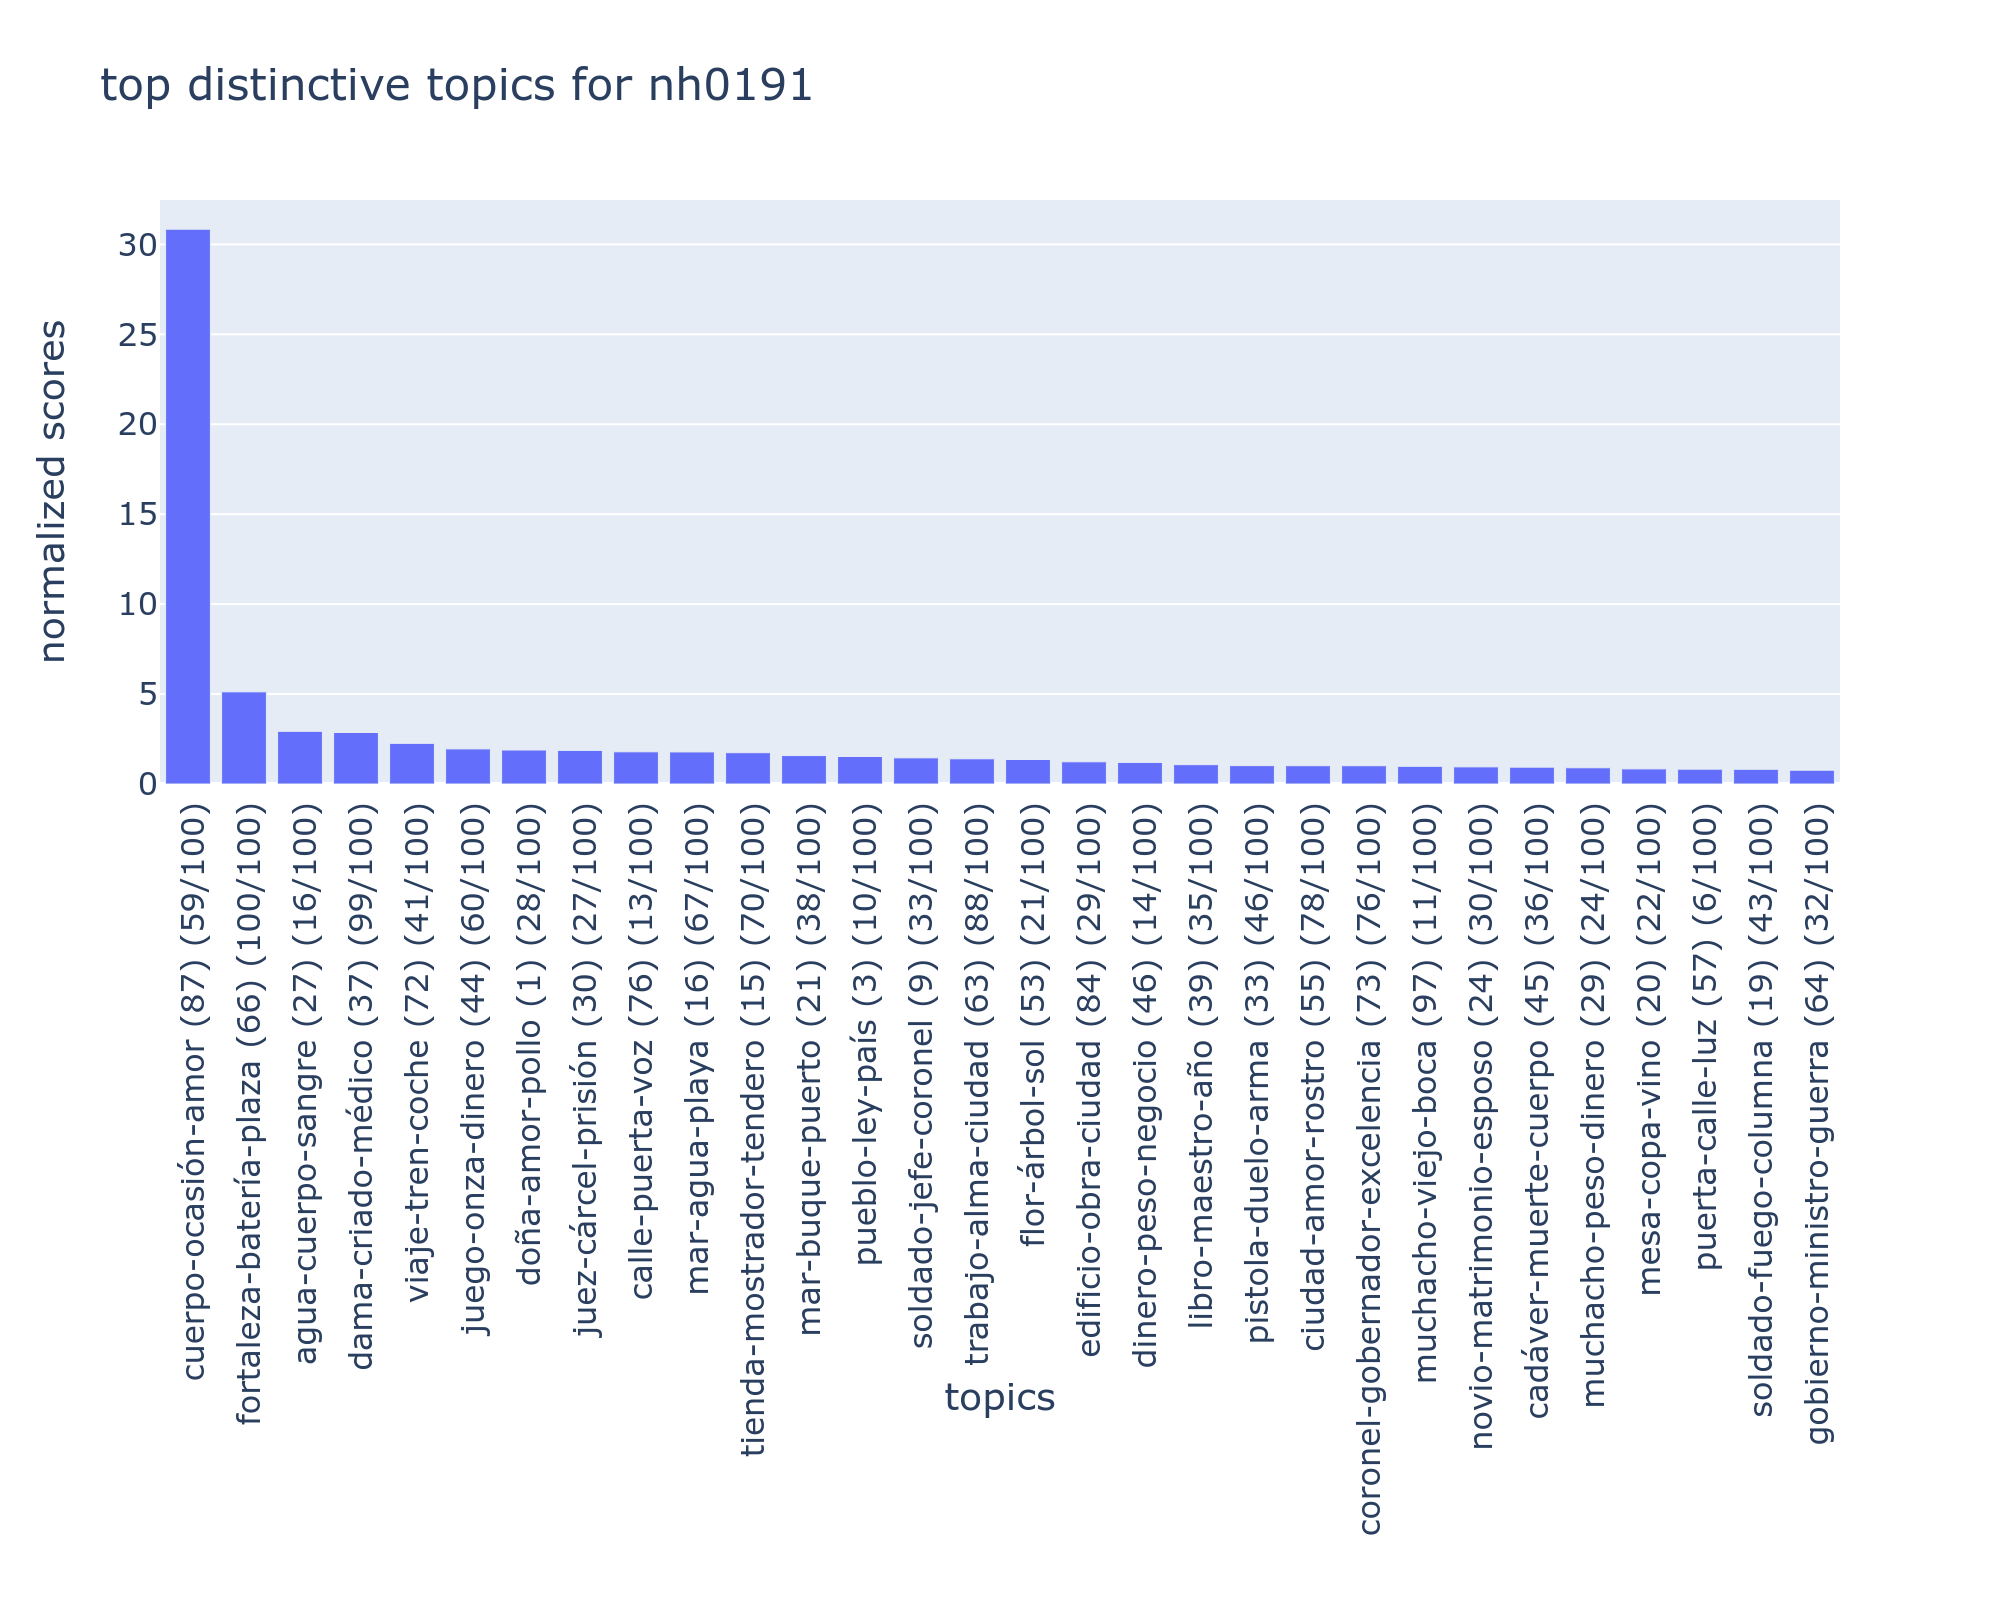 top distinctive topics for nh0191
normalized scores
30
25
20
15
10
5
0
cuerpo-ocasión-amor (87) (59/100)
fortaleza-batería-plaza (66) (100/100)
agua-cuerpo-sangre (27) (16/100)
dama-criado-médico (37) (99/100)
viaje-tren-coche (72) (41/100)
juego-onza-dinero (44) (60/100)
doña-amor-pollo (1) (28/100)
juez-cárcel-prisión (30) (27/100)
calle-puerta-voz (76) (13/100)
mar-agua-playa (16) (67/100)
tienda-mostrador-tendero (15) (70/100)
mar-buque-puerto (21) (38/100)
pueblo-ley-país (3) (10/100)
soldado-jefe-coronel (9) (33/100)
trabajo-alma-ciudad (63) (88/100)
flor-árbol-sol (53) (21/100)
edificio-obra-ciudad (84) (29/100)
dinero-peso-negocio (46) (14/100)
libro-maestro-año (39) (35/100)
pistola-duelo-arma (33) (46/100)
ciudad-amor-rostro (55) (78/100)
coronel-gobernador-excelencia (73) (76/100)
muchacho-viejo-boca (97) (11/100)
novio-matrimonio-esposo (24) (30/100)
cadáver-muerte-cuerpo (45) (36/100)
muchacho-peso-dinero (29) (24/100)
mesa-copa-vino (20) (22/100)
puerta-calle-luz (57) (6/100)
soldado-fuego-columna (19) (43/100)
gobierno-ministro-guerra (64) (32/100)
topics